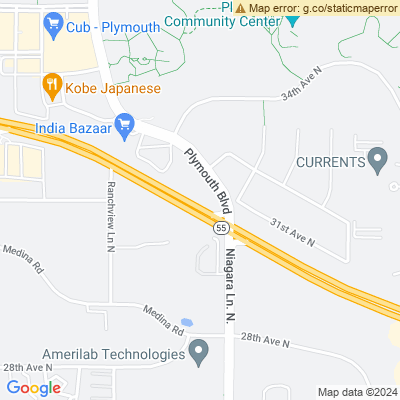 Pl
Map error: g.co/staticmaperror
Cub - Plymouth
Community Center
34th Ave N
Kobe Japanese
India Bazaar
Plymouth Blvd
CURRENTS
Ranchview Ln N
31st Ave N
55
Medina Rd
Niagara Ln. N.
Medina Rd
28th Ave N
Amerilab Technologies
28th Ave N
Google
Map data ©2024